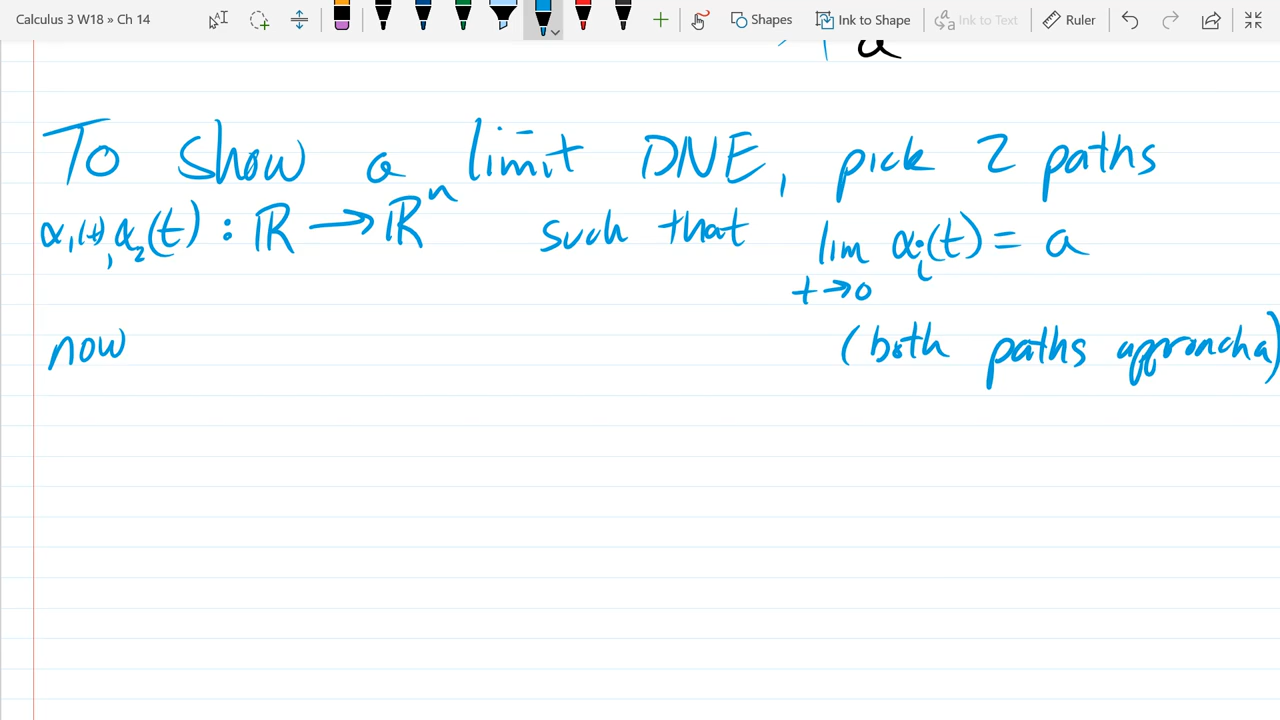 Calculus 3 W18 » Ch 14
Shapes
Ink to Shape
Ink to Text
Ruler
a
To show a limit DNE, pick 2 paths
α₁(t), α₂(t) : ℝ → ℝⁿ such that lim αᵢ(t) = a
t→0
now (both paths approach a)